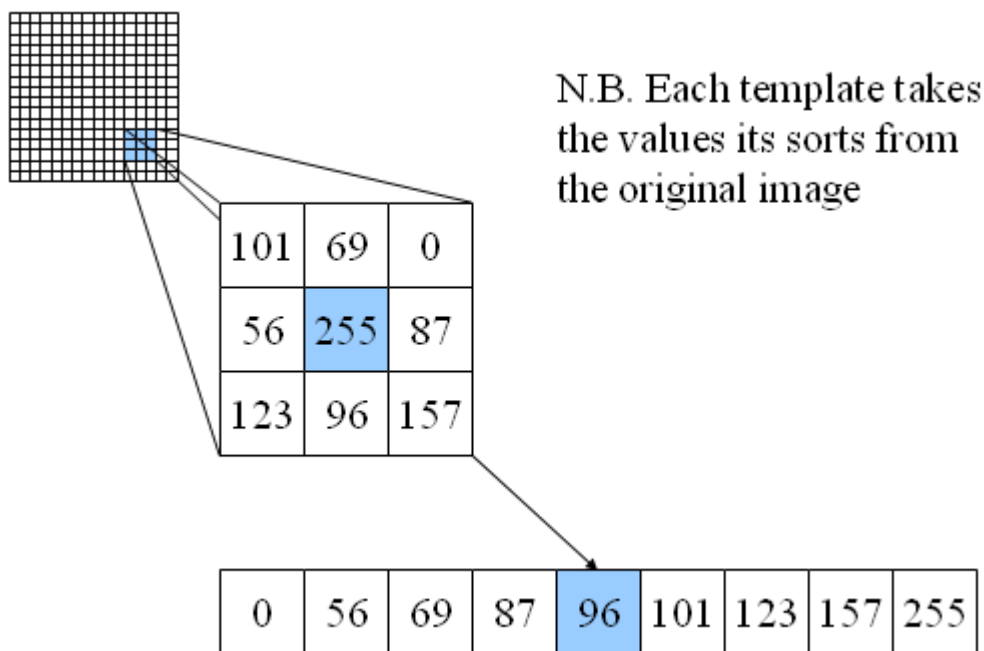 N.B. Each template takes
the values its sorts from
the original image
101 69 0
56 255 87
123 96 157
0 56 69 87 96 101 123 157 255